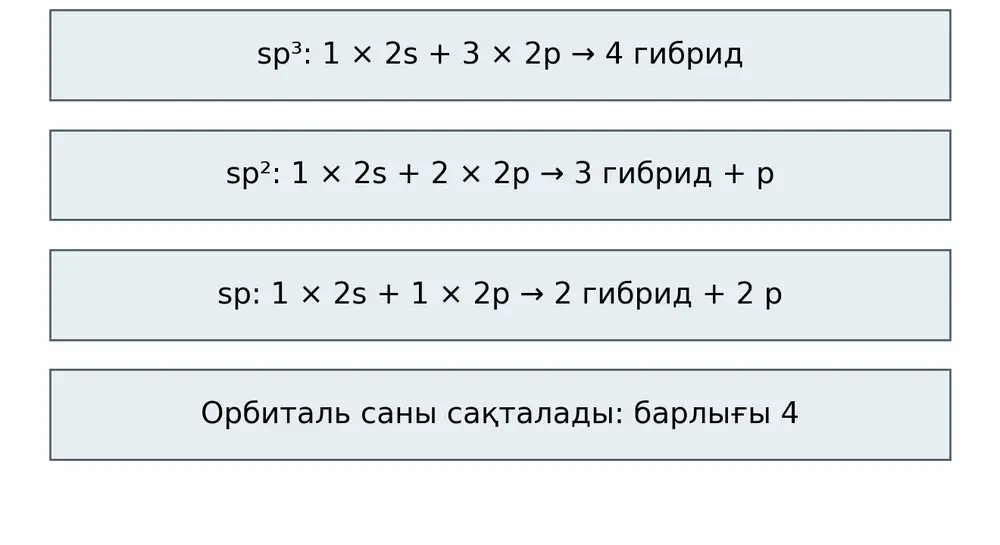 sp³: 1 × 2s + 3 × 2p → 4 гибрид
sp²: 1 × 2s + 2 × 2p → 3 гибрид + p
sp: 1 × 2s + 1 × 2p → 2 гибрид + 2 p
Орбиталь саны сақталады: барлығы 4